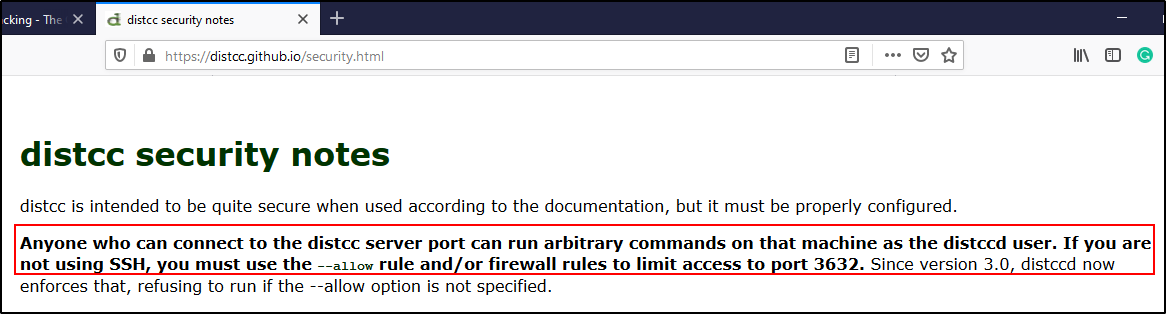 cking - The
distcc security notes
https://distcc.github.io/security.html
distcc security notes
distcc is intended to be quite secure when used according to the documentation, but it must be properly configured.
Anyone who can connect to the distcc server port can run arbitrary commands on that machine as the distccd user. If you are
not using SSH, you must use the --allow rule and/or firewall rules to limit access to port 3632. Since version 3.0, distccd now
enforces that, refusing to run if the --allow option is not specified.